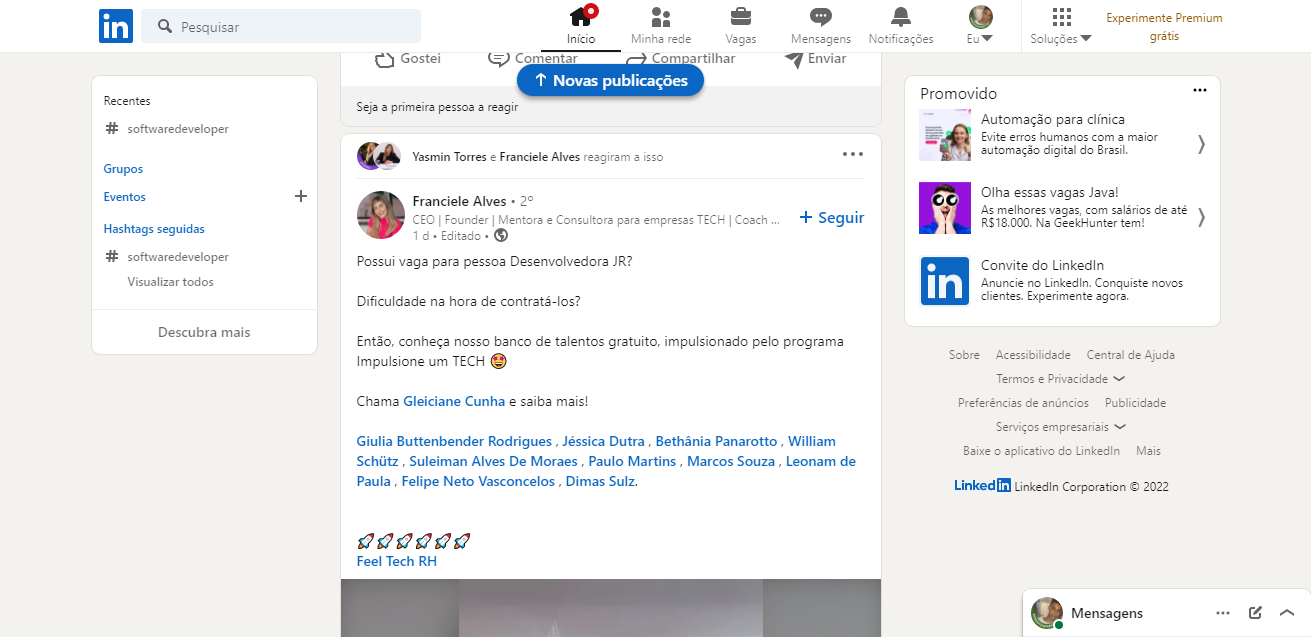 in
Pesquisar
Início
Minha rede
Vagas
Mensagens
Notificações
Eu
Soluções
Experimente Premium
grátis
Recentes
# softwaredeveloper
Grupos
Eventos +
Hashtags seguidas
# softwaredeveloper
Visualizar todos
Descubra mais
Gostei
Comentar
Compartilhar
Enviar
↑ Novas publicações
Seja a primeira pessoa a reagir
Yasmin Torres e Franciele Alves reagiram a isso
Franciele Alves • 2º
CEO | Founder | Mentora e Consultora para empresas TECH | Coach ...
+ Seguir
1 d • Editado •
Possui vaga para pessoa Desenvolvedora JR?
Dificuldade na hora de contratá-los?
Então, conheça nosso banco de talentos gratuito, impulsionado pelo programa
Impulsione um TECH 🤩
Chama Gleiciane Cunha e saiba mais!
Giulia Buttenbender Rodrigues , Jéssica Dutra , Bethânia Panarotto , William
Schütz , Suleiman Alves De Moraes , Paulo Martins , Marcos Souza , Leonam de
Paula , Felipe Neto Vasconcelos , Dimas Sulz.
🚀🚀🚀🚀🚀🚀
Feel Tech RH
Promovido
Automação para clínica
Evite erros humanos com a maior
automação digital do Brasil.
Olha essas vagas Java!
As melhores vagas, com salários de até
R$18.000. Na GeekHunter tem!
in
Convite do LinkedIn
Anuncie no LinkedIn. Conquiste novos
clientes. Experimente agora.
Sobre Acessibilidade Central de Ajuda
Termos e Privacidade
Preferências de anúncios Publicidade
Serviços empresariais
Baixe o aplicativo do LinkedIn Mais
LinkedIn LinkedIn Corporation © 2022
Mensagens